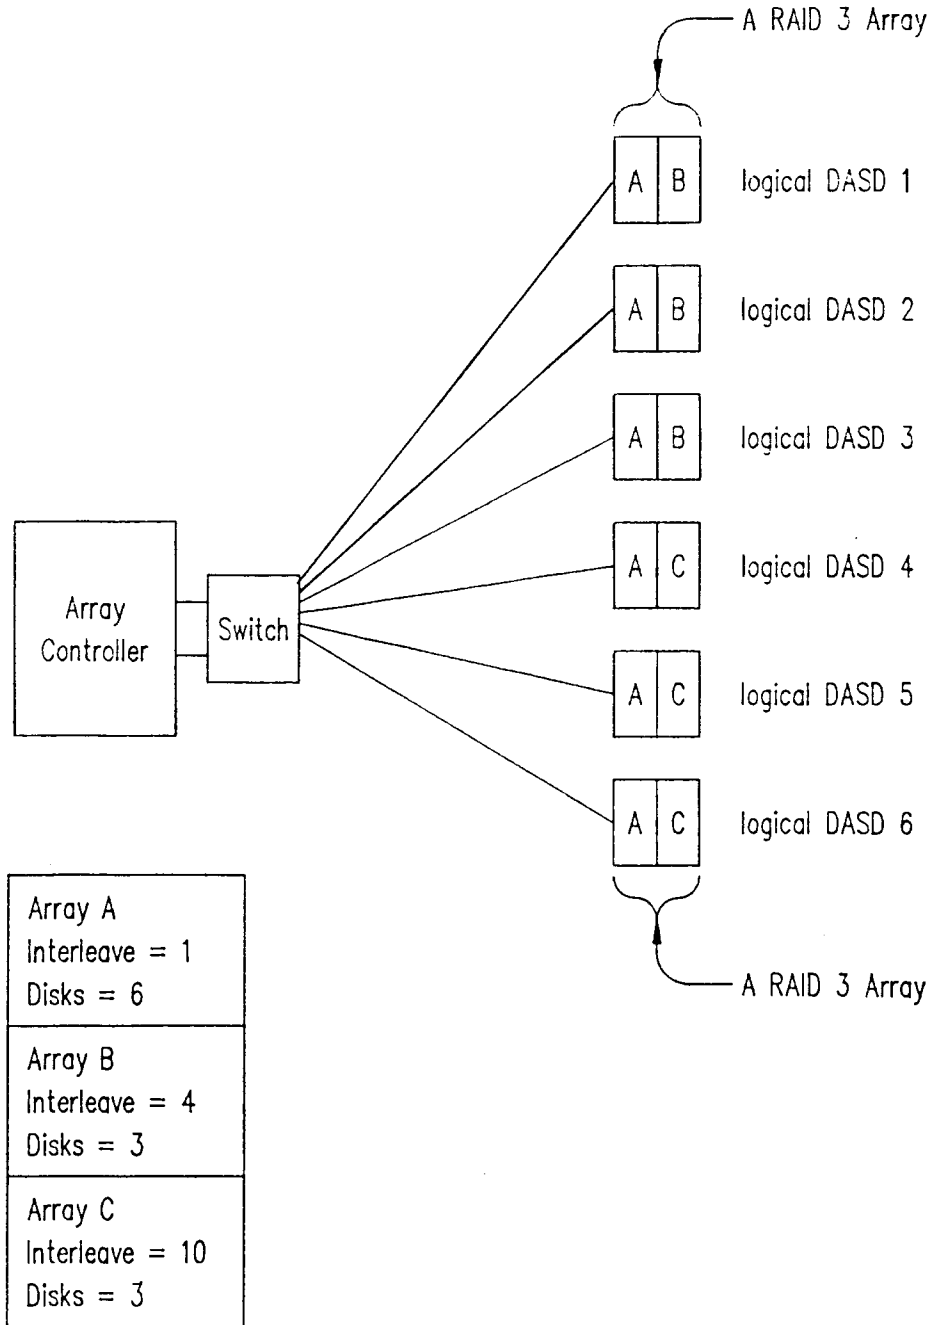 A RAID 3 Array
A B logical DASD 1
A B logical DASD 2
A B logical DASD 3
A C logical DASD 4
Array
Controller
Switch
A C logical DASD 5
A C logical DASD 6
A RAID 3 Array
Array A
Interleave = 1
Disks = 6
Array B
Interleave = 4
Disks = 3
Array C
Interleave = 10
Disks = 3